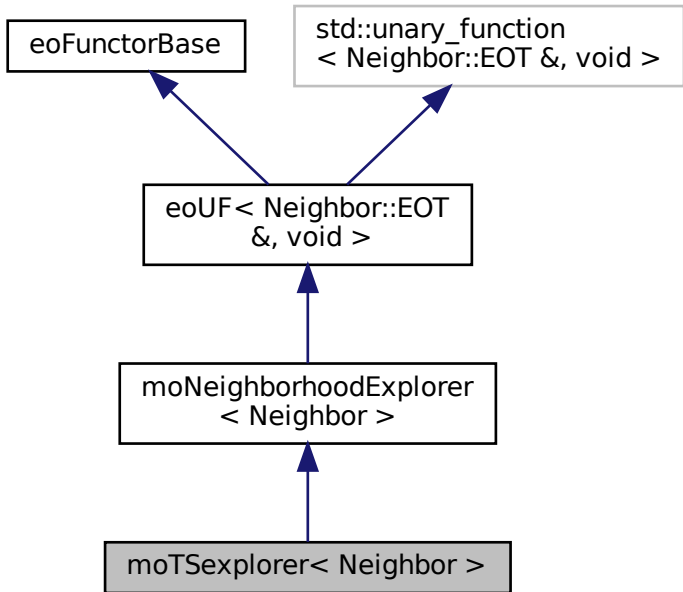 eoFunctorBase
std::unary_function
< Neighbor::EOT &, void >
eoUF< Neighbor::EOT
&, void >
moNeighborhoodExplorer
< Neighbor >
moTSexplorer< Neighbor >